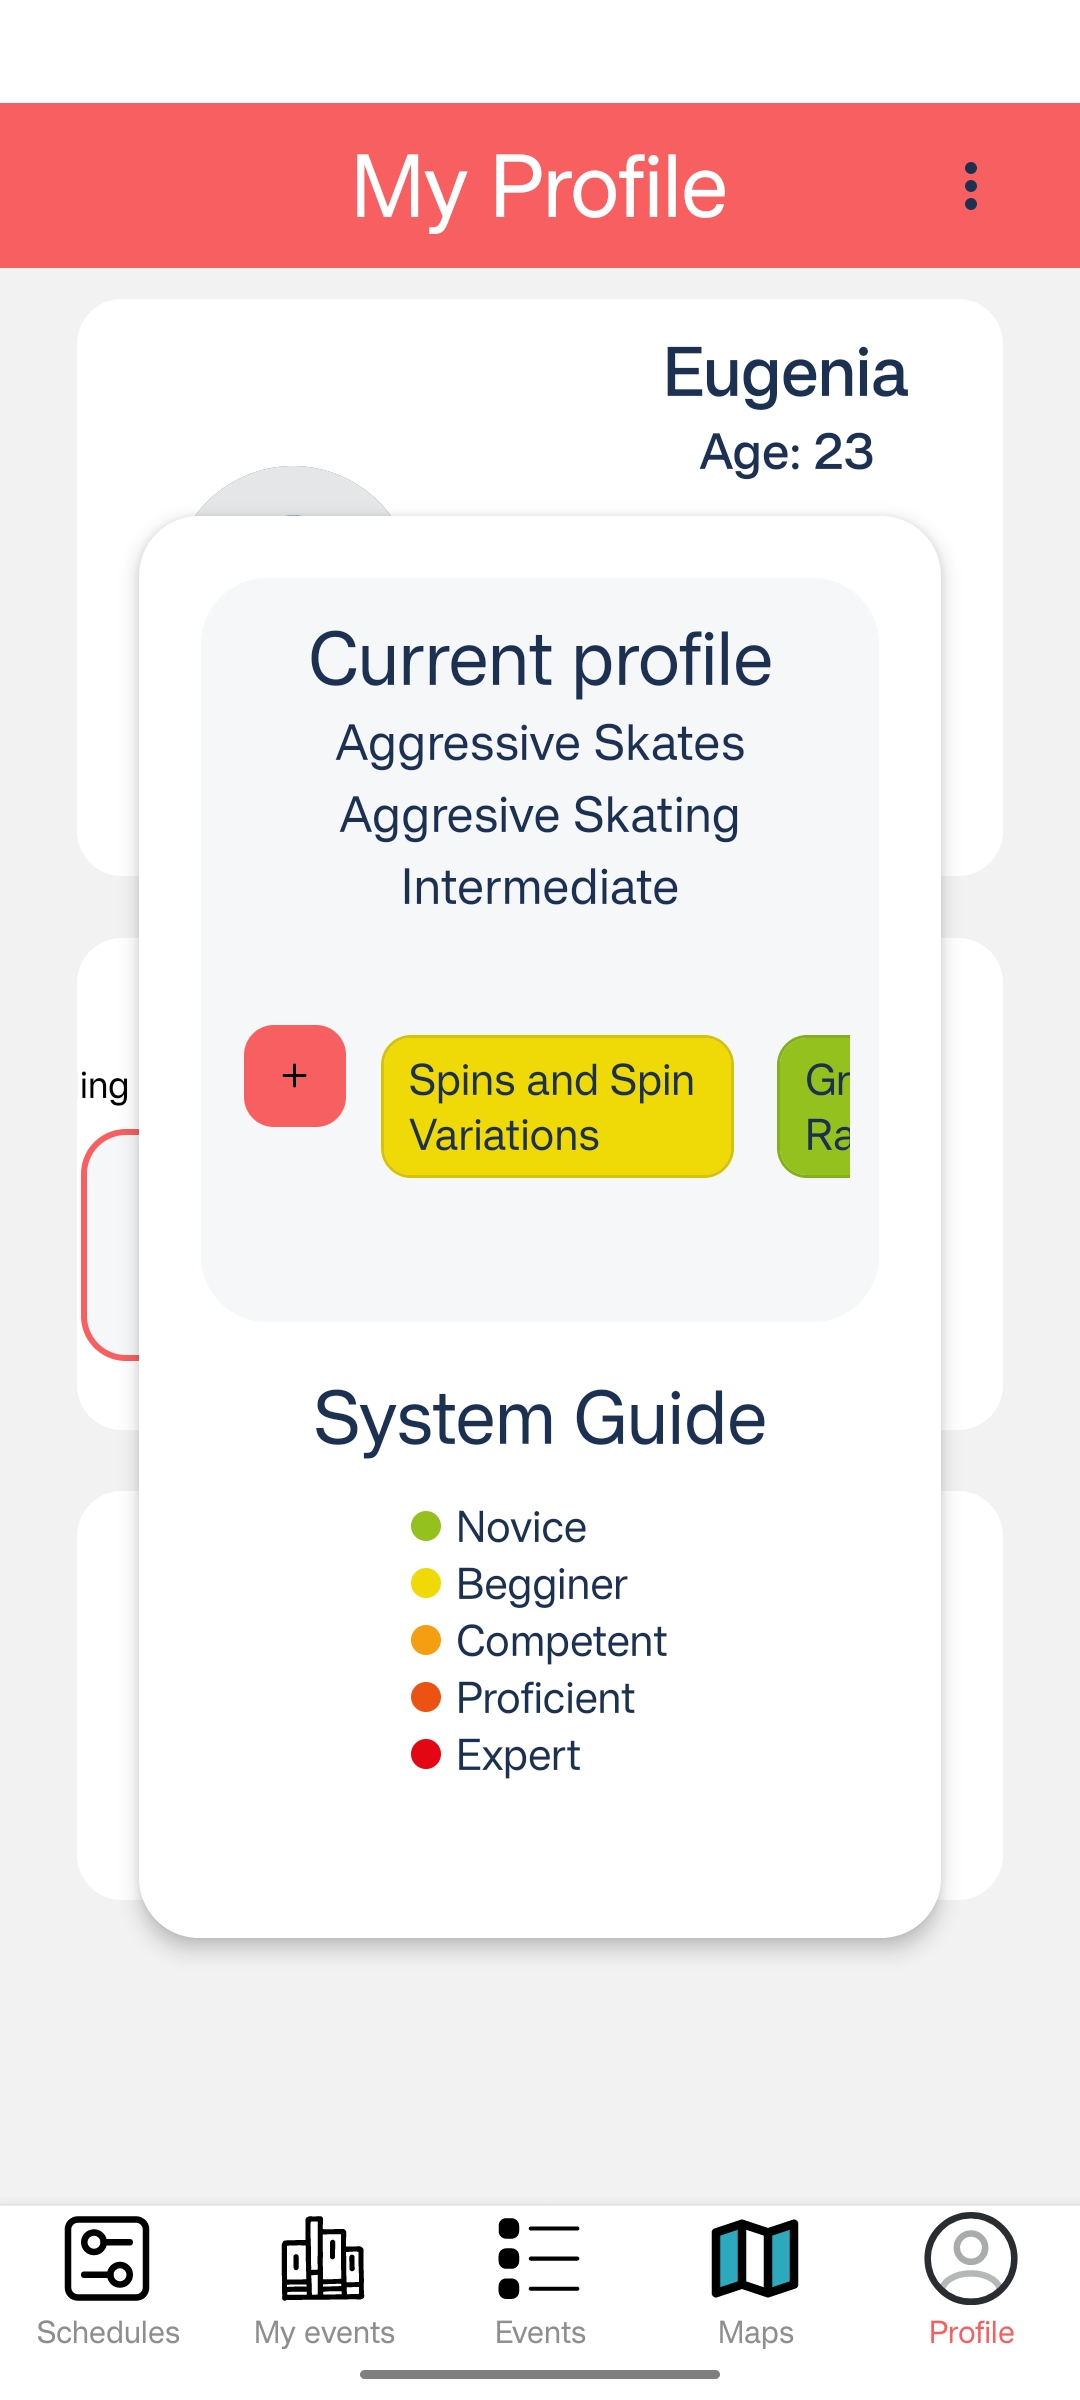 My Profile
Eugenia
Age: 23
Current profile
Aggressive Skates
Aggresive Skating
Intermediate
ing
+
Spins and Spin
Variations
Gr
Ra
System Guide
Novice
Begginer
Competent
Proficient
Expert
Schedules
My events
Events
Maps
Profile